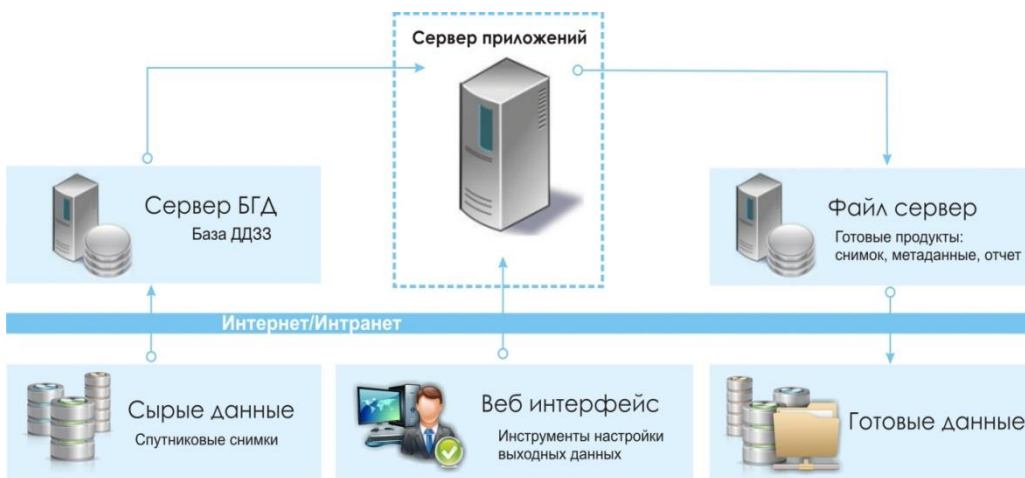 Сервер приложений
Сервер БГД
База ДДЗЗ
Файл сервер
Готовые продукты:
снимок, метаданные, отчет
Интернет/Интранет
Сырые данные
Спутниковые снимки
Веб интерфейс
Инструменты настройки
выходных данных
Готовые данные